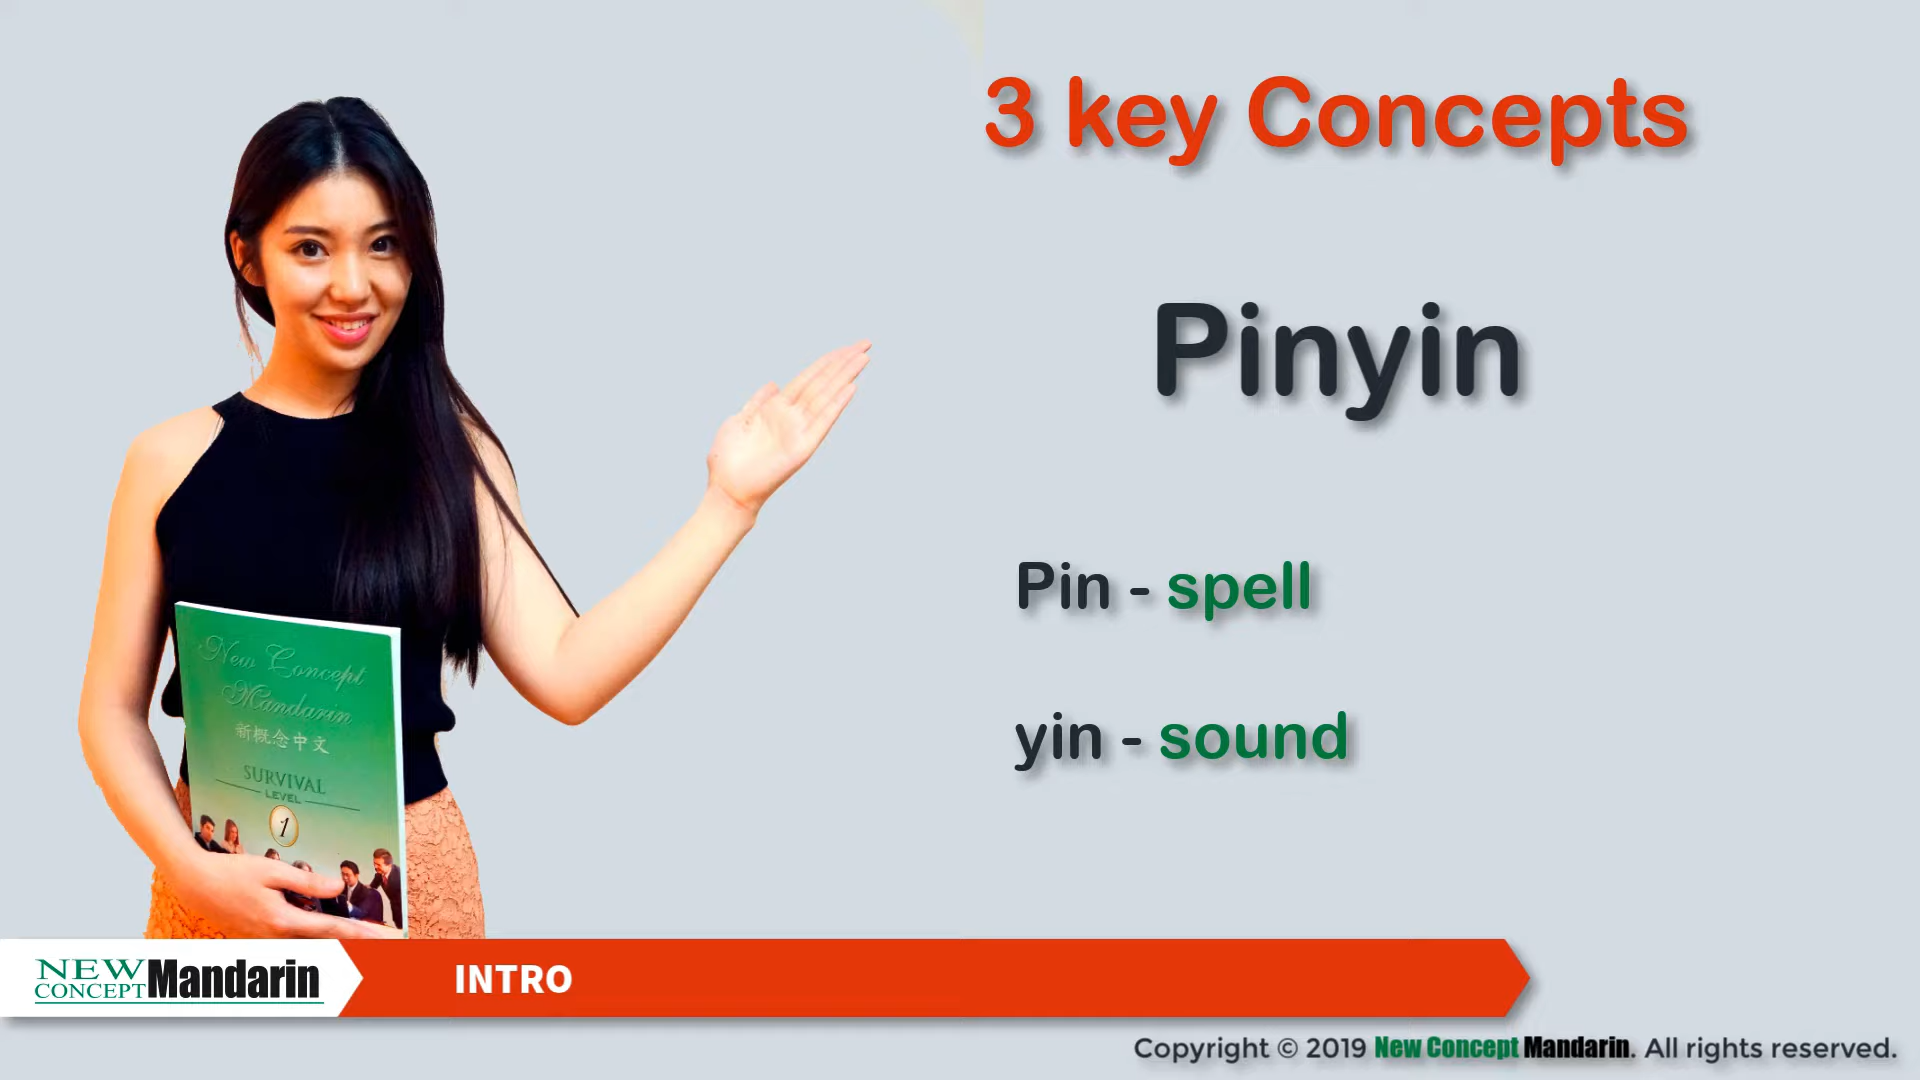 3 key Concepts
Pinyin
Pin - spell
yin - sound
New Concept
Mandarin
新概念中文
SURVIVAL
LEVEL
1
NEW
CONCEPT Mandarin
INTRO
Copyright © 2019 New Concept Mandarin. All rights reserved.